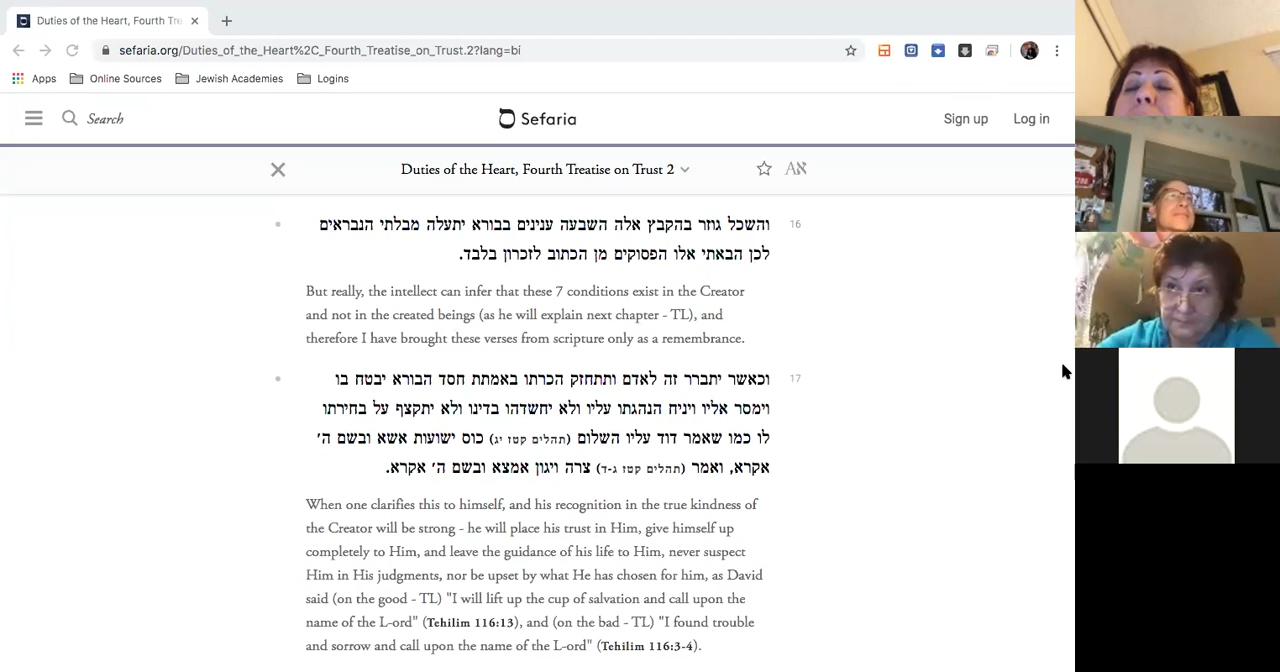 Duties of the Heart, Fourth Tre
sefaria.org/Duties_of_the_Heart%2C_Fourth_Treatise_on_Trust.2?lang=bi
Apps Online Sources Jewish Academies Logins
Search Sefaria Sign up Log in
Duties of the Heart, Fourth Treatise on Trust 2 Aא
16
והשכל גוזר בהקבץ אלה השבעה ענינים בבורא יתעלה מבלתי הנבראים
לכן הבאתי אלו הפסוקים מן הכתוב לזכרון בלבד.
But really, the intellect can infer that these 7 conditions exist in the Creator
and not in the created beings (as he will explain next chapter - TL), and
therefore I have brought these verses from scripture only as a remembrance.
17
וכאשר יתברר זה לאדם ותתחזק הכרתו באמתת חסד הבורא יבטח בו
וימסר אליו ויניח הנהגתו עליו ולא יחשדהו בדינו ולא יתקצף על בחירתו
לו כמו שאמר דוד עליו השלום (תהלים קטז יג) כוס ישועות אשא ובשם ה׳
אקרא, ואמר (תהלים קטז ג-ד) צרה ויגון אמצא ובשם ה׳ אקרא.
When one clarifies this to himself, and his recognition in the true kindness of
the Creator will be strong - he will place his trust in Him, give himself up
completely to Him, and leave the guidance of his life to Him, never suspect
Him in His judgments, nor be upset by what He has chosen for him, as David
said (on the good - TL) "I will lift up the cup of salvation and call upon the
name of the L-ord" (Tehilim 116:13), and (on the bad - TL) "I found trouble
and sorrow and call upon the name of the L-ord" (Tehilim 116:3-4).